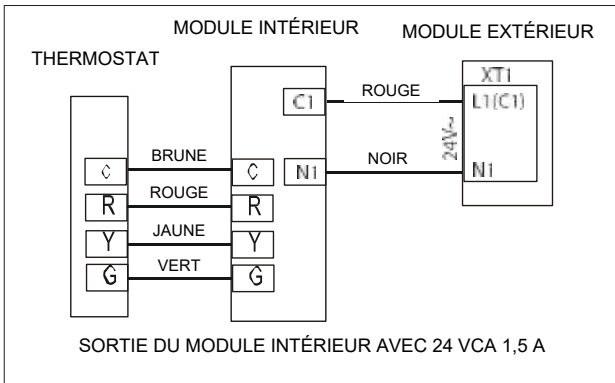 MODULE INTÉRIEUR
MODULE EXTÉRIEUR
THERMOSTAT
XT1
C1
ROUGE
L1(C1)
24V~
BRUNE
NOIR
C
C
N1
N1
ROUGE
R
R
JAUNE
Y
Y
VERT
G
G
SORTIE DU MODULE INTÉRIEUR AVEC 24 VCA 1,5 A